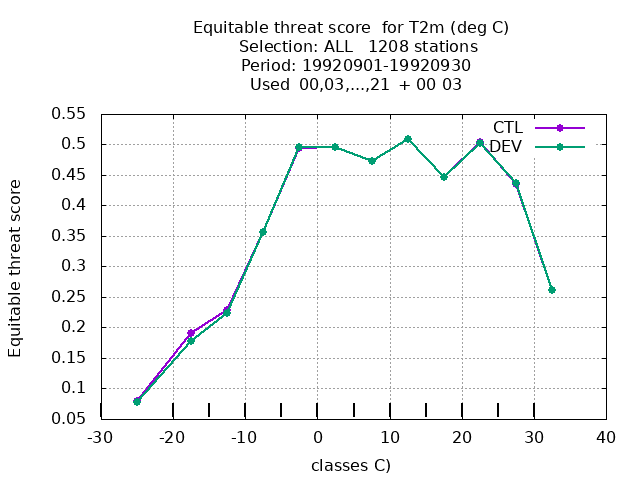 Equitable threat score  for T2m (deg C)
Selection: ALL   1208 stations
Period: 19920901-19920930
Used  00,03,...,21  + 00 03
0.55
0.5
0.45
0.4
0.35
0.3
0.25
0.2
0.15
0.1
0.05
Equitable threat score
CTL
DEV
-30 -20 -10 0 10 20 30 40
classes C)